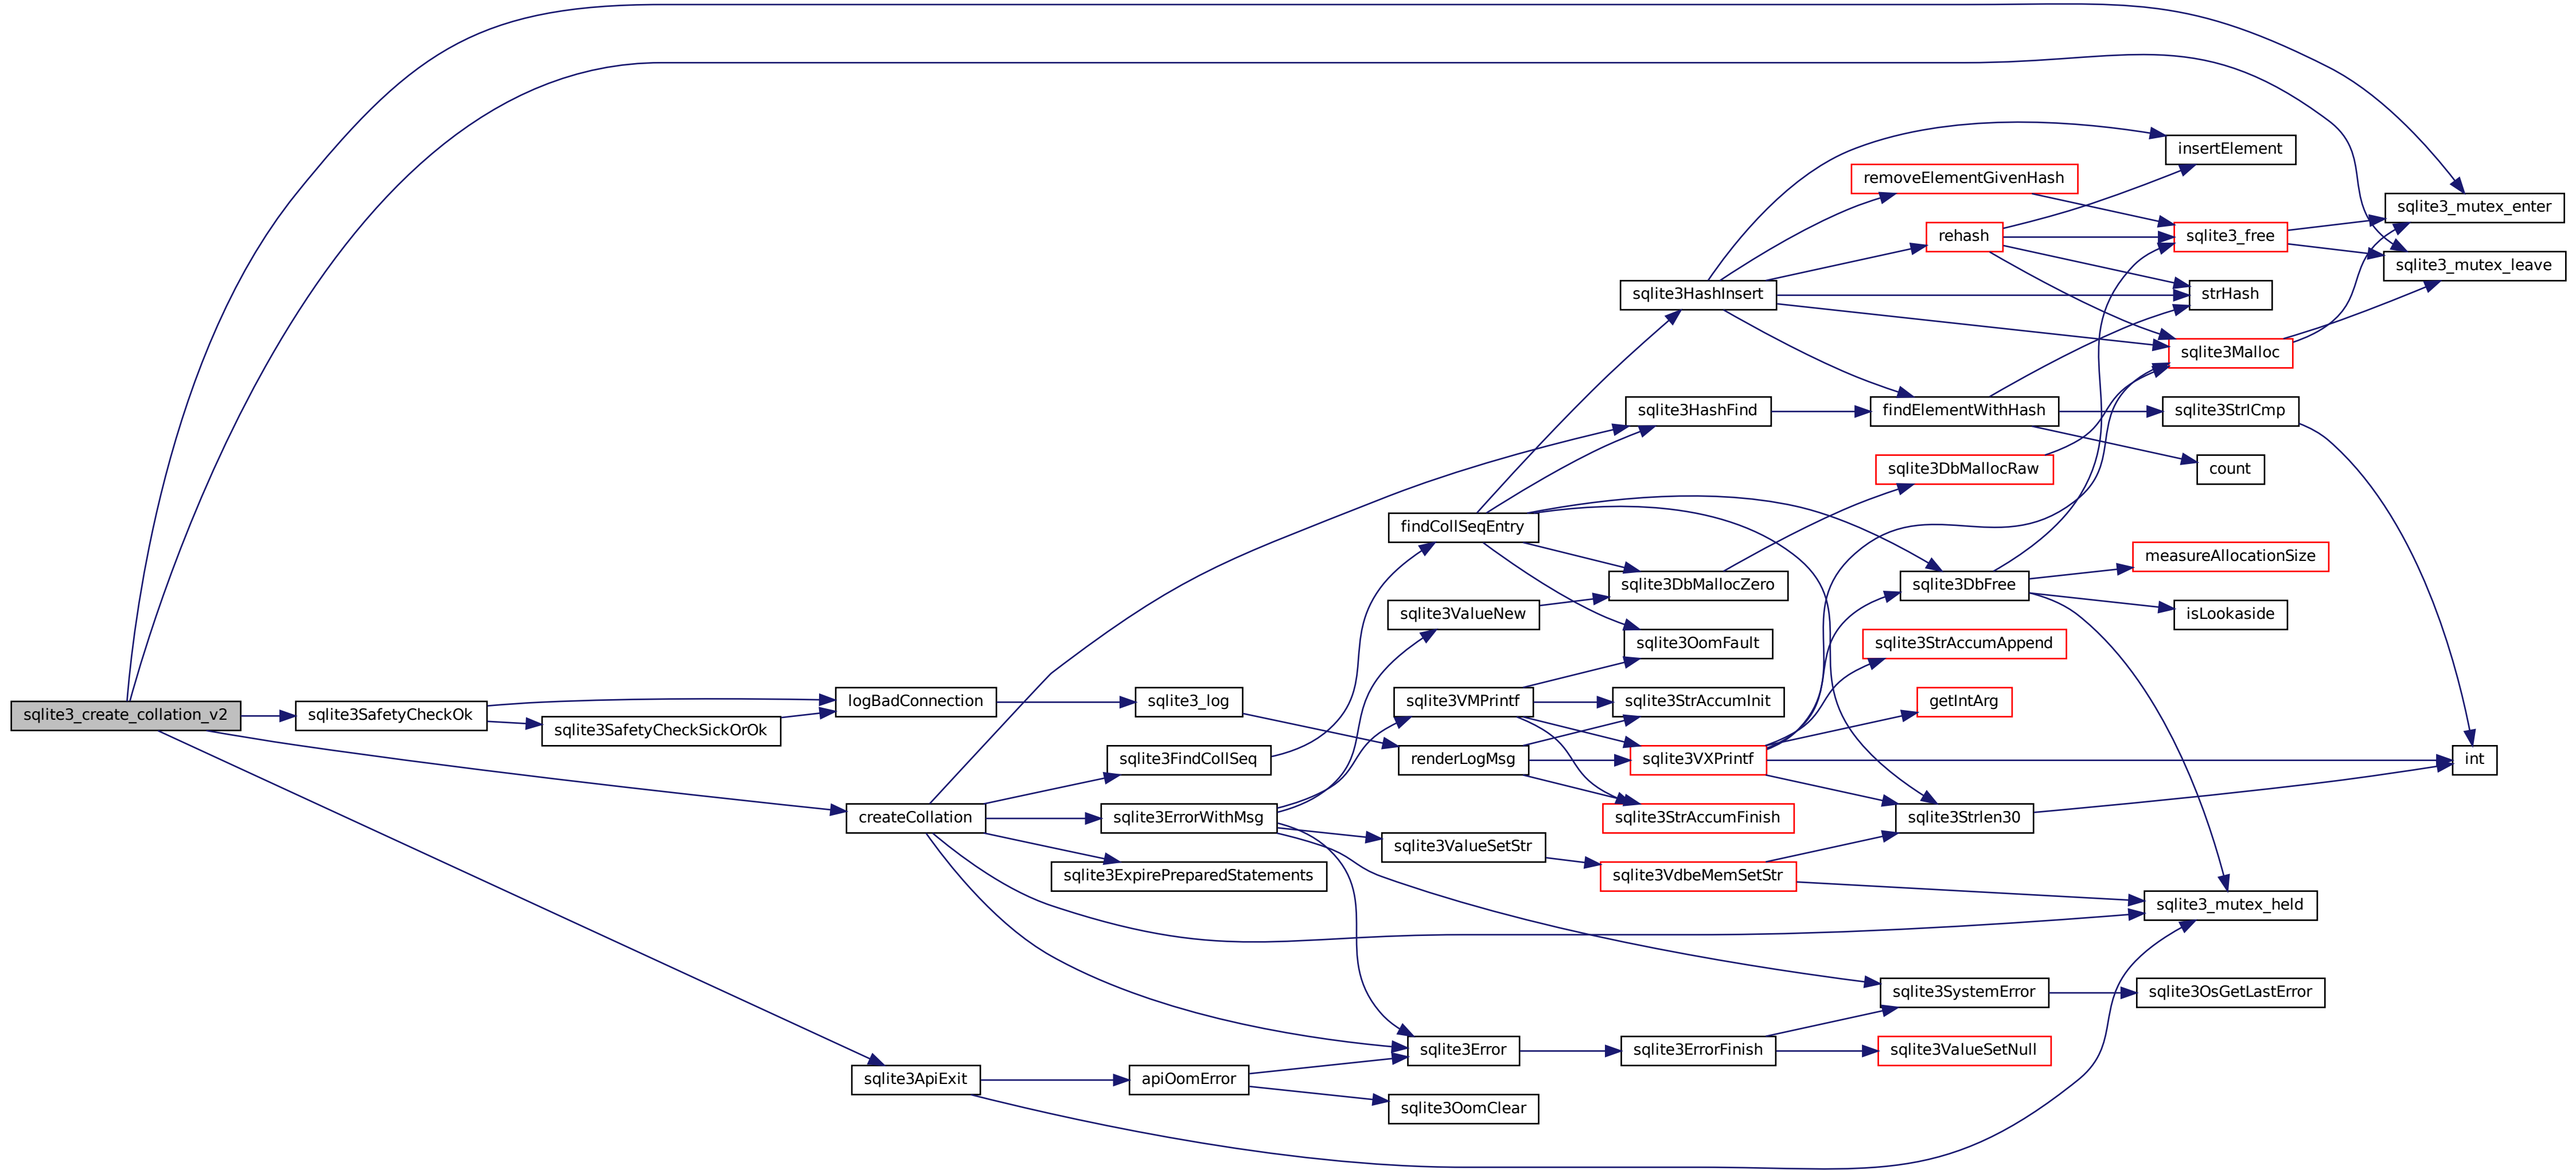 insertElement
removeElementGivenHash
sqlite3_mutex_enter
rehash
sqlite3_free
sqlite3_mutex_leave
sqlite3HashInsert
strHash
sqlite3Malloc
sqlite3HashFind
findElementWithHash
sqlite3StrICmp
sqlite3DbMallocRaw
count
findCollSeqEntry
measureAllocationSize
sqlite3DbMallocZero
sqlite3DbFree
sqlite3ValueNew
isLookaside
sqlite3OomFault
sqlite3StrAccumAppend
sqlite3_create_collation_v2
sqlite3SafetyCheckOk
logBadConnection
sqlite3_log
sqlite3VMPrintf
sqlite3StrAccumInit
getIntArg
sqlite3SafetyCheckSickOrOk
sqlite3FindCollSeq
renderLogMsg
sqlite3VXPrintf
int
createCollation
sqlite3ErrorWithMsg
sqlite3StrAccumFinish
sqlite3Strlen30
sqlite3ValueSetStr
sqlite3ExpirePreparedStatements
sqlite3VdbeMemSetStr
sqlite3_mutex_held
sqlite3SystemError
sqlite3OsGetLastError
sqlite3Error
sqlite3ErrorFinish
sqlite3ValueSetNull
sqlite3ApiExit
apiOomError
sqlite3OomClear